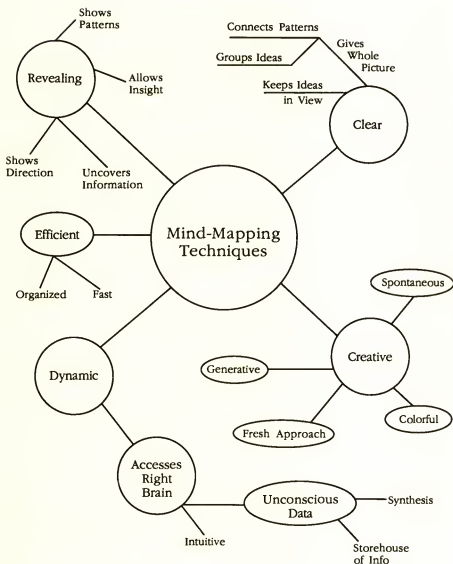 Shows
Patterns
Revealing
Allows
Insight
Shows
Direction
Uncovers
Information
Connects Patterns
Groups Ideas
Gives
Whole
Picture
Keeps Ideas
in View
Clear
Mind-Mapping
Techniques
Efficient
Organized
Fast
Dynamic
Accesses
Right
Brain
Intuitive
Unconscious
Data
Synthesis
Storehouse
of Info
Spontaneous
Creative
Generative
Colorful
Fresh Approach